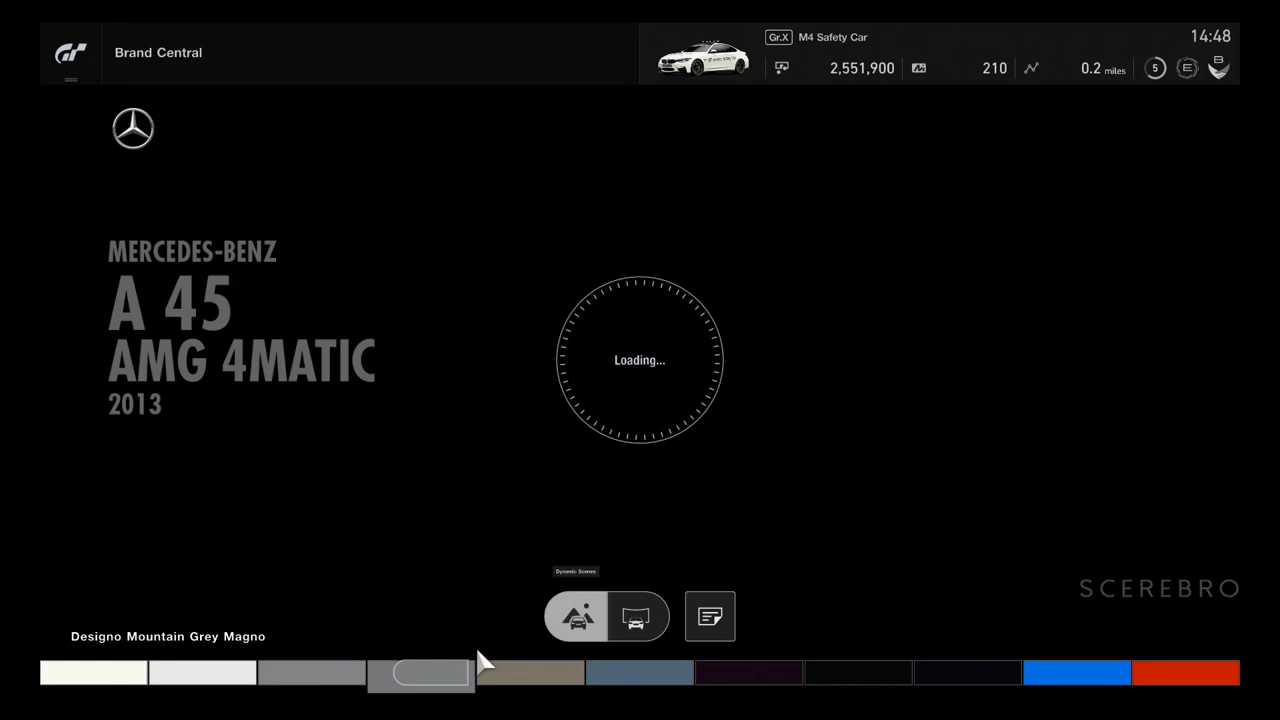 Brand Central
Gr.X M4 Safety Car
14:48
2,551,900
210
0.2 miles
5
E
B
MERCEDES-BENZ
A 45
AMG 4MATIC
2013
Loading...
Dynamic Scenes
SCEREBRO
Designo Mountain Grey Magno